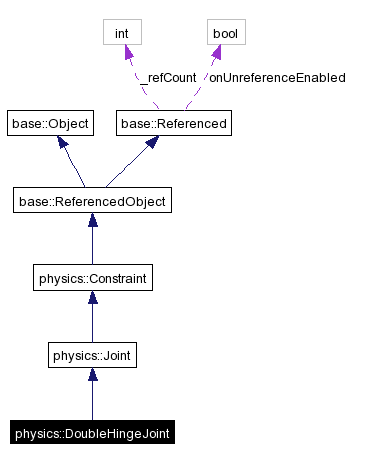 int
bool
_refCount
onUnreferenceEnabled
base::Object
base::Referenced
base::ReferencedObject
physics::Constraint
physics::Joint
physics::DoubleHingeJoint